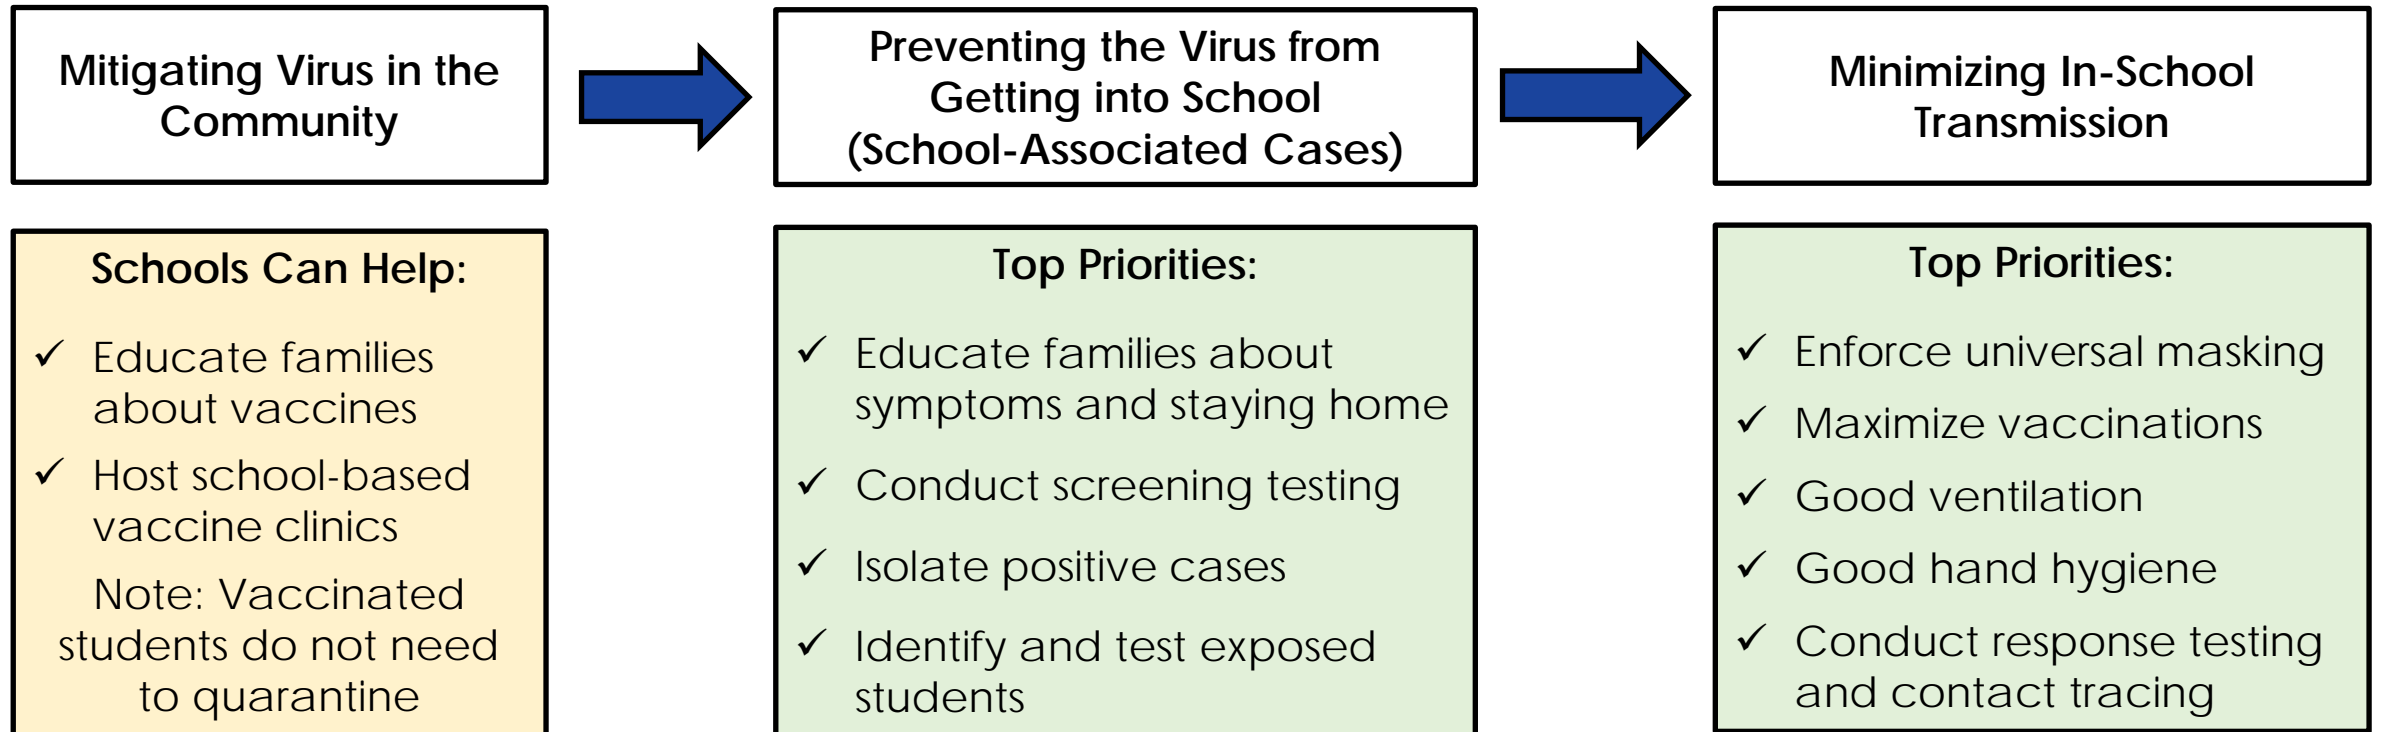 Mitigating Virus in the
Community
Preventing the Virus from
Getting into School
(School-Associated Cases)
Minimizing In-School
Transmission
Schools Can Help:
✓ Educate families
about vaccines
✓ Host school-based
vaccine clinics
Note: Vaccinated
students do not need
to quarantine
Top Priorities:
✓ Educate families about
symptoms and staying home
✓ Conduct screening testing
✓ Isolate positive cases
✓ Identify and test exposed
students
Top Priorities:
✓ Enforce universal masking
✓ Maximize vaccinations
✓ Good ventilation
✓ Good hand hygiene
✓ Conduct response testing
and contact tracing